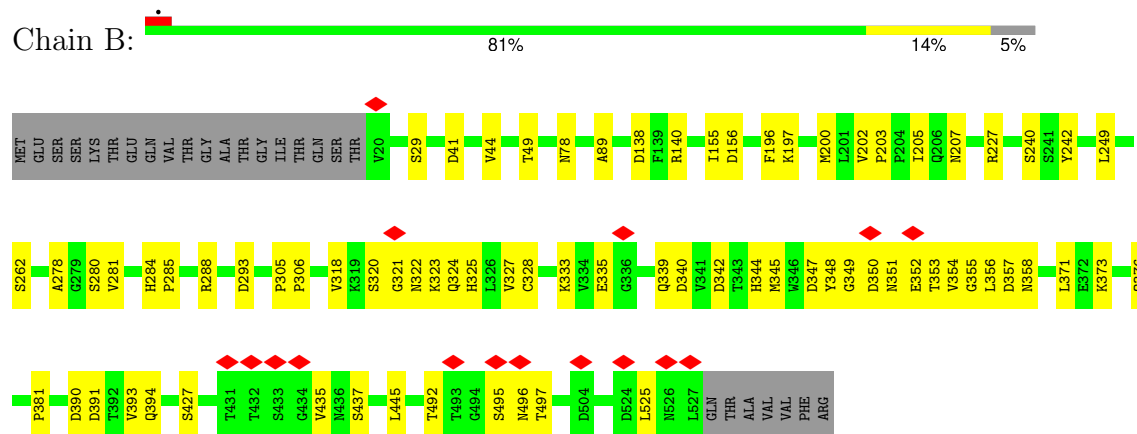 Chain B:
81% 14% 5%
MET GLU SER SER LYS THR GLU GLN VAL THR THR GLY ALA THR GLY ILE THR GLN SER THR V20 S29 D41 V44 T49 N78 A89 D138 F139 R140 I155 D156 F196 K197 M200 L201 V202 P203 P204 I205 Q206 N207 R227 S240 S241 Y242 L249
S262 A278 G279 S280 V281 H284 P285 R288 D293 P305 P306 V318 K319 S320 G321 N322 K323 Q324 H325 L326 V327 C328 K333 V334 E335 G336 Q339 D340 V341 D342 T343 H344 M345 W346 D347 Y348 G349 D350 N351 E352 T353 V354 G355 L356 D357 N358 L371 E372 K373
P381 D390 D391 T392 V393 Q394 S427 T431 T432 S433 G434 V435 N436 S437 L445 T492 T493 G494 S495 N496 T497 D504 D524 L525 N526 L527 GLN THR ALA VAL VAL PHE ARG